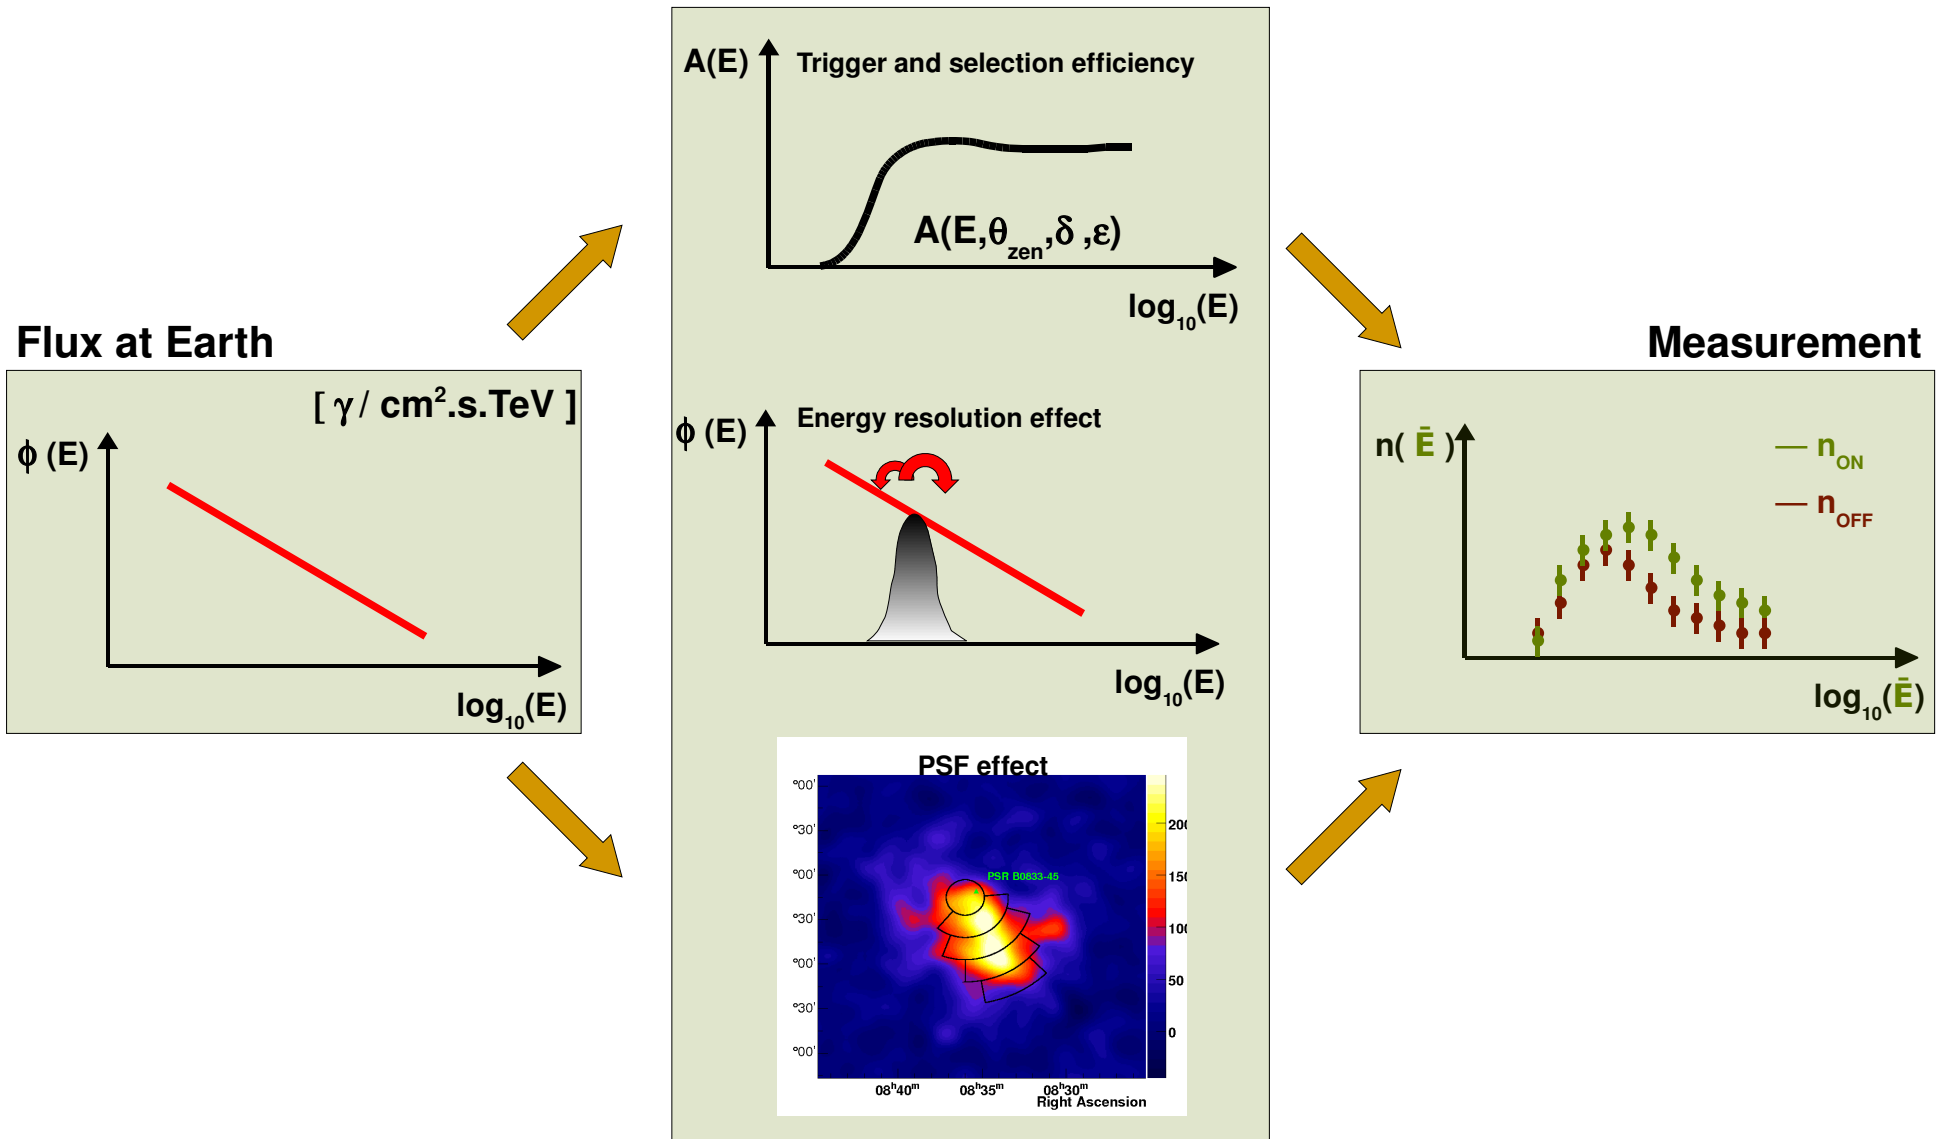 Flux at Earth
[ γ / cm².s.TeV ]
ϕ (E)
log₁₀(E)
A(E)
Trigger and selection efficiency
A(E,θzen,δ ,ε)
log₁₀(E)
ϕ (E)
Energy resolution effect
log₁₀(E)
PSF effect
°00'
°30'
°00'
°30'
°00'
°30'
°00'
PSR B0833-45
200
150
100
50
0
08ʰ40ᵐ 08ʰ35ᵐ 08ʰ30ᵐ
Right Ascension
Measurement
n( Ē )
— nON
— nOFF
log₁₀(Ē)